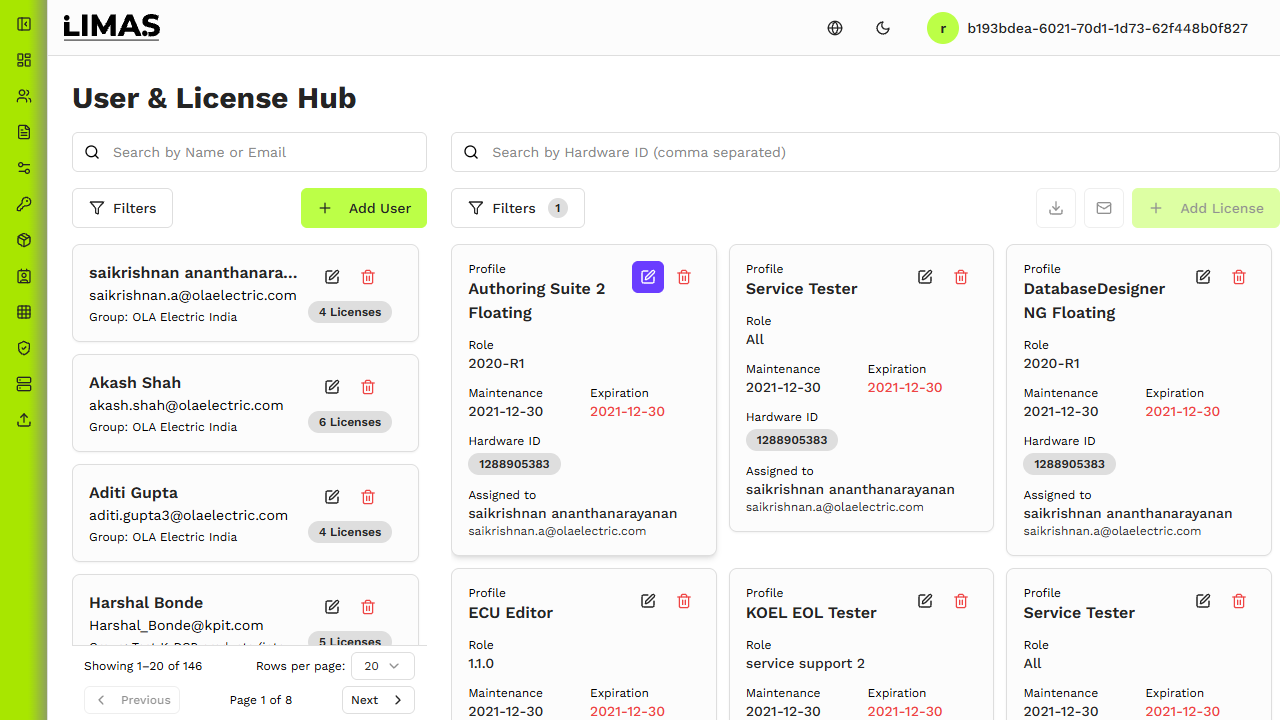 LIMAS
r
b193bdea-6021-70d1-1d73-62f448b0f827
User & License Hub
Search by Name or Email
Search by Hardware ID (comma separated)
Filters
Add User
Filters 1
Add License
saikrishnan ananthanara...
saikrishnan.a@olaelectric.com
Group: OLA Electric India
4 Licenses
Akash Shah
akash.shah@olaelectric.com
Group: OLA Electric India
6 Licenses
Aditi Gupta
aditi.gupta3@olaelectric.com
Group: OLA Electric India
4 Licenses
Harshal Bonde
Harshal_Bonde@kpit.com
5 Licenses
Showing 1–20 of 146
Rows per page: 20
Previous
Page 1 of 8
Next
Profile
Authoring Suite 2
Floating
Role
2020-R1
Maintenance Expiration
2021-12-30 2021-12-30
Hardware ID
1288905383
Assigned to
saikrishnan ananthanarayanan
saikrishnan.a@olaelectric.com
Profile
Service Tester
Role
All
Maintenance Expiration
2021-12-30 2021-12-30
Hardware ID
1288905383
Assigned to
saikrishnan ananthanarayanan
saikrishnan.a@olaelectric.com
Profile
DatabaseDesigner
NG Floating
Role
2020-R1
Maintenance Expiration
2021-12-30 2021-12-30
Hardware ID
1288905383
Assigned to
saikrishnan ananthanarayanan
saikrishnan.a@olaelectric.com
Profile
ECU Editor
Role
1.1.0
Maintenance Expiration
2021-12-30 2021-12-30
Profile
KOEL EOL Tester
Role
service support 2
Maintenance Expiration
2021-12-30 2021-12-30
Profile
Service Tester
Role
All
Maintenance Expiration
2021-12-30 2021-12-30